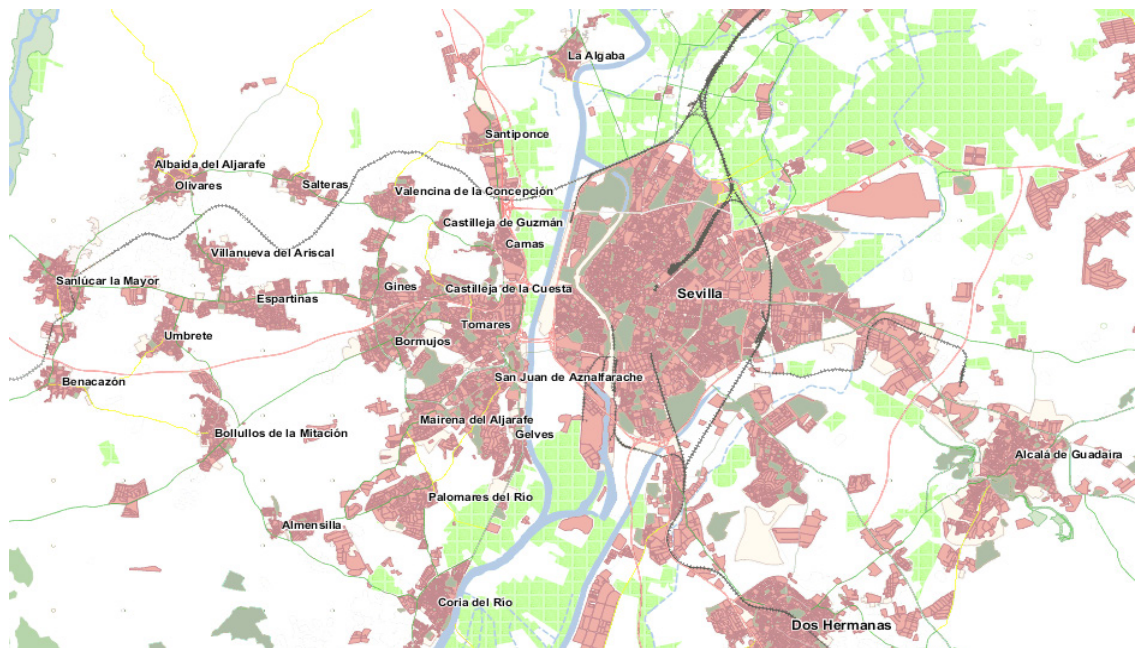 La Algaba
Santiponce
Albaida del Aljarafe
Olivares
Salteras
Valencina de la Concepción
Castilleja de Guzmán
Camas
Villanueva del Ariscal
Sanlúcar la Mayor
Espartinas
Gines
Castilleja de la Cuesta
Sevilla
Tomares
Umbrete
Bormujos
Benacazón
San Juan de Aznalfarache
Mairena del Aljarafe
Gelves
Bollullos de la Mitación
Alcalá de Guadaira
Palomares del Rio
Almensilla
Coria del Rio
Dos Hermanas